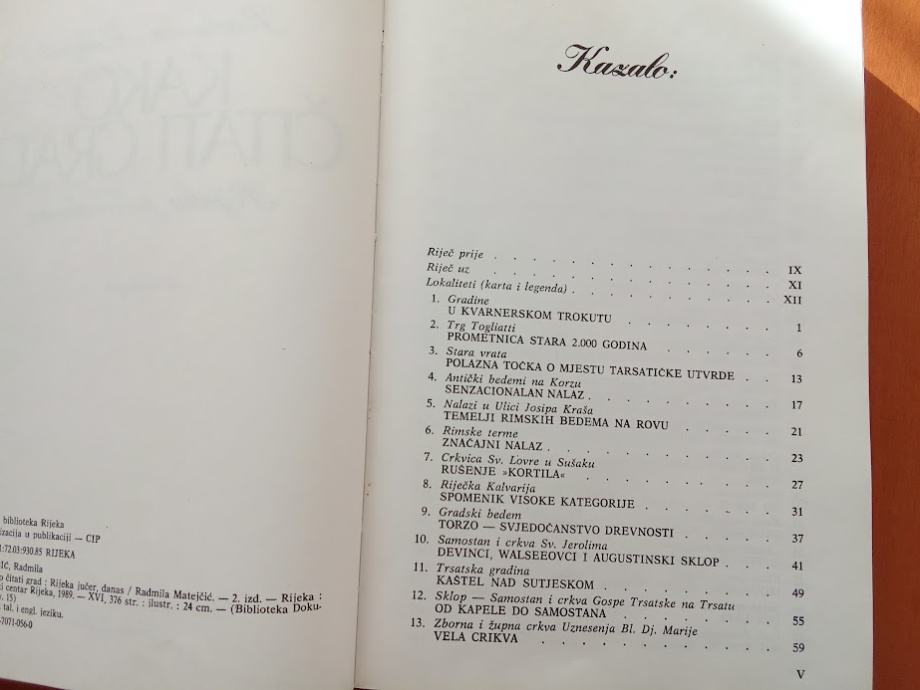 biblioteka Rijeka
izacija u publikaciji — CIP
1:72.03:930.85 RIJEKA
IĆ, Radmila
o čitati grad : Rijeka jučer, danas / Radmila Matejčić. — 2. izd. — Rijeka :
ki centar Rijeka, 1989. — XVI, 376 str. : ilustr. : 24 cm. — (Biblioteka Doku-
. 15)
tal. i engl. jeziku.
-7071-056-0
Kazalo:
Riječ prije . . . . . . . . . . . . IX
Riječ uz . . . . . . . . . . . . XI
Lokaliteti (karta i legenda) . . . . . . . . . XII
1. Gradine
U KVARNERSKOM TROKUTU . . . . . . . 1
2. Trg Togliatti
PROMETNICA STARA 2.000 GODINA . . . . . 6
3. Stara vrata
POLAZNA TOČKA O MJESTU TARSATIČKE UTVRDE . . 13
4. Antički bedemi na Korzu
SENZACIONALAN NALAZ . . . . . . . . 17
5. Nalazi u Ulici Josipa Kraša
TEMELJI RIMSKIH BEDEMA NA ROVU . . . . . 21
6. Rimske terme
ZNAČAJNI NALAZ . . . . . . . . . . 23
7. Crkvica Sv. Lovre u Sušaku
RUŠENJE »KORTILA« . . . . . . . . . 27
8. Riječka Kalvarija
SPOMENIK VISOKE KATEGORIJE . . . . . . 31
9. Gradski bedem
TORZO — SVJEDOČANSTVO DREVNOSTI . . . . 37
10. Samostan i crkva Sv. Jerolima
DEVINCI, WALSEEOVCI I AUGUSTINSKI SKLOP . . . 41
11. Trsatska gradina
KAŠTEL NAD SUTJESKOM . . . . . . . . 49
12. Sklop — Samostan i crkva Gospe Trsatske na Trsatu
OD KAPELE DO SAMOSTANA . . . . . . . 55
13. Zborna i župna crkva Uznesenja Bl. Dj. Marije
VELA CRIKVA . . . . . . . . . . 59
V